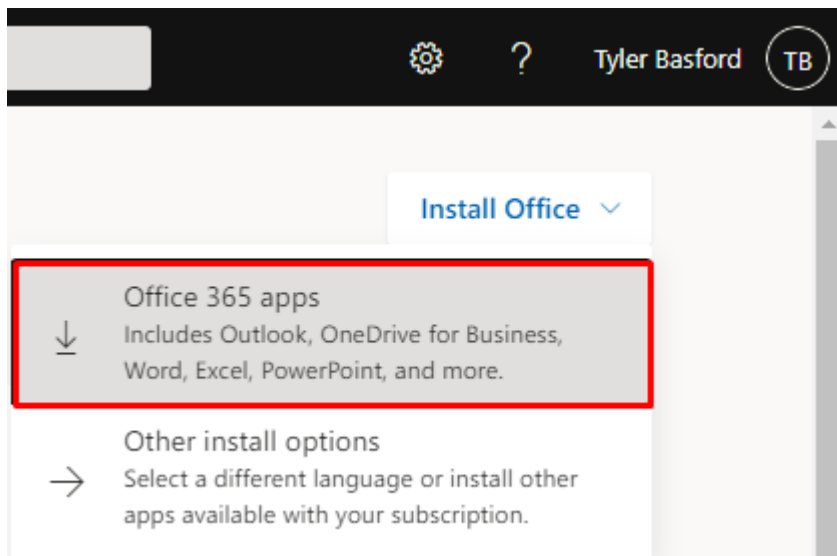 ? Tyler Basford TB
Install Office
Office 365 apps
Includes Outlook, OneDrive for Business,
Word, Excel, PowerPoint, and more.
Other install options
Select a different language or install other
apps available with your subscription.